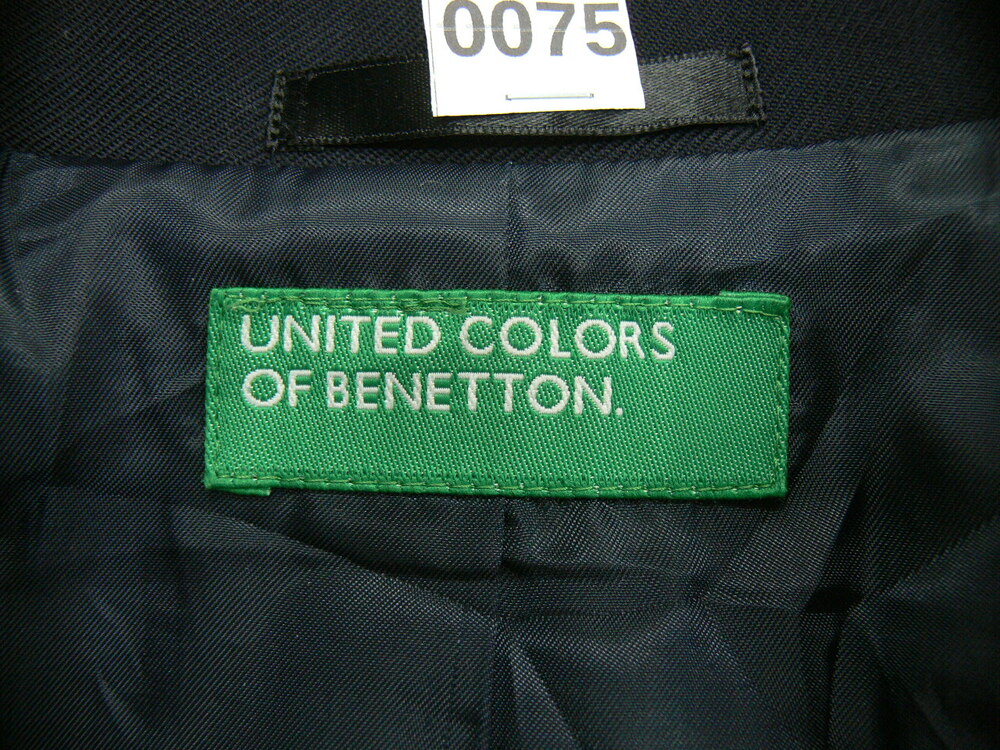 0075
UNITED COLORS
OF BENETTON.